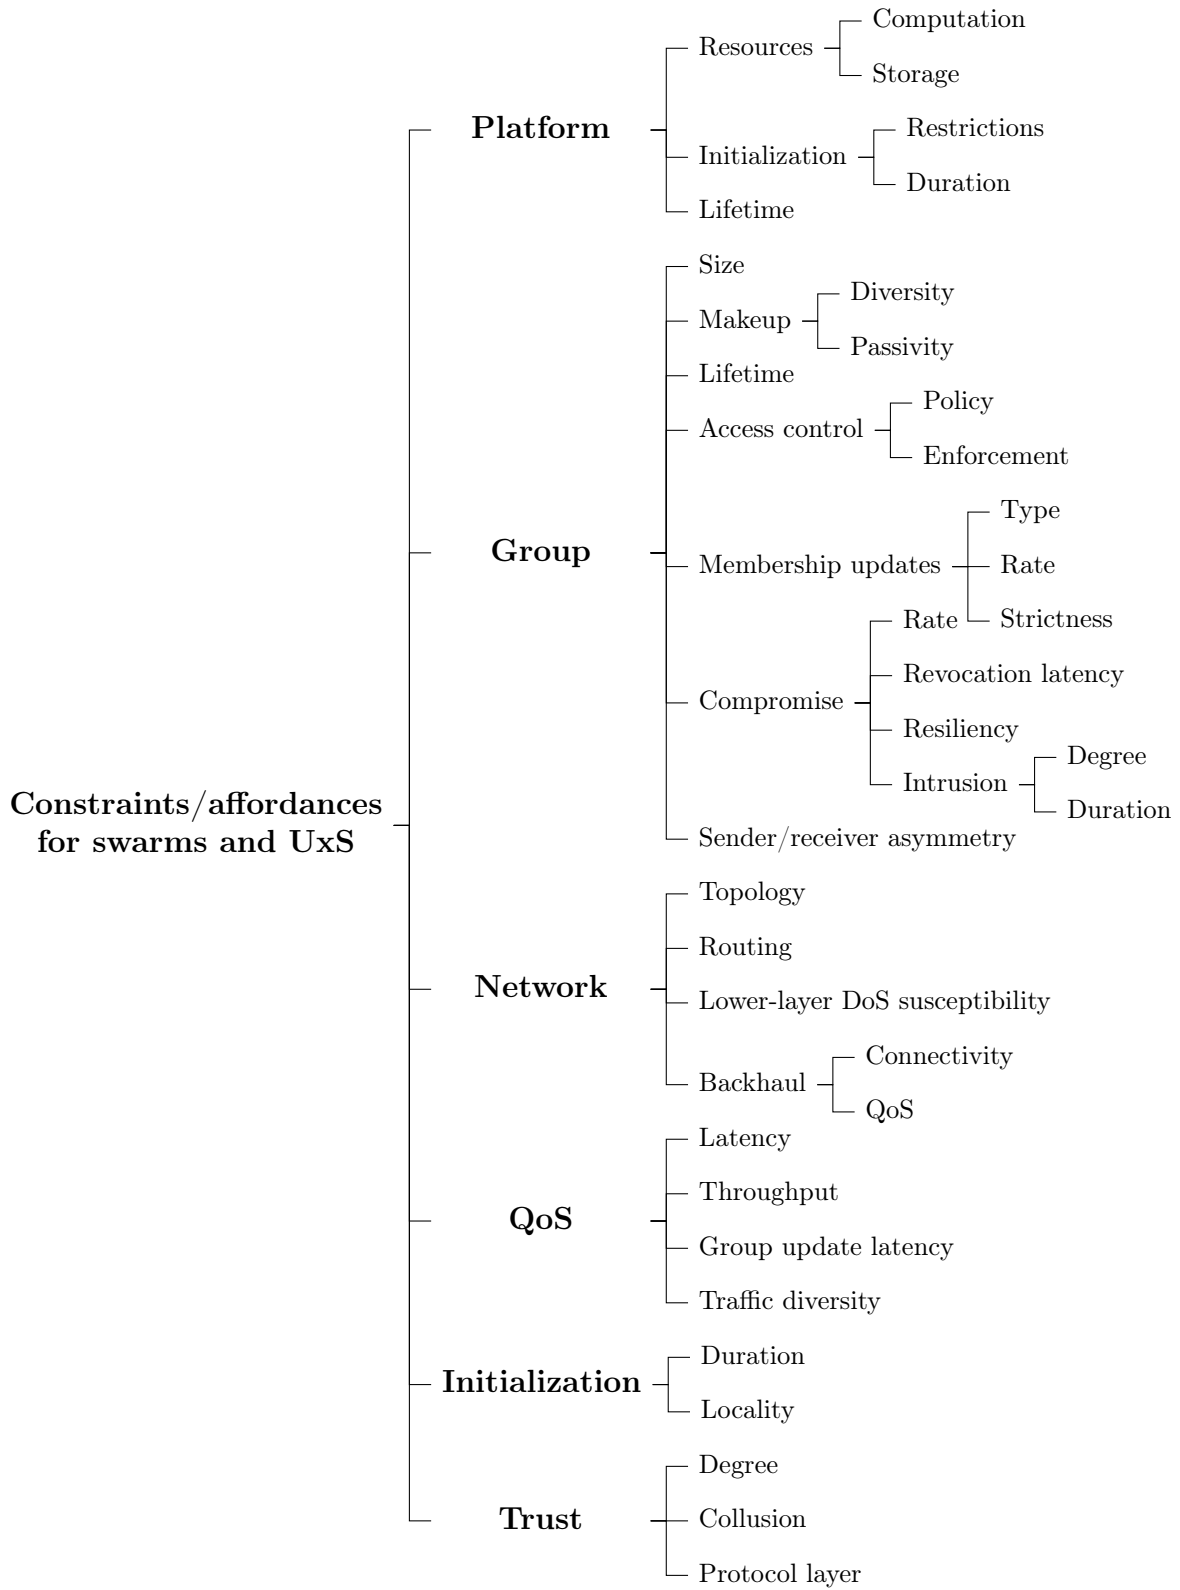 Constraints/affordances
for swarms and UxS
Platform
Resources
Computation
Storage
Initialization
Restrictions
Duration
Lifetime
Group
Size
Makeup
Diversity
Passivity
Lifetime
Access control
Policy
Enforcement
Membership updates
Type
Rate
Strictness
Compromise
Rate
Revocation latency
Resiliency
Intrusion
Degree
Duration
Sender/receiver asymmetry
Network
Topology
Routing
Lower-layer DoS susceptibility
Backhaul
Connectivity
QoS
QoS
Latency
Throughput
Group update latency
Traffic diversity
Initialization
Duration
Locality
Trust
Degree
Collusion
Protocol layer